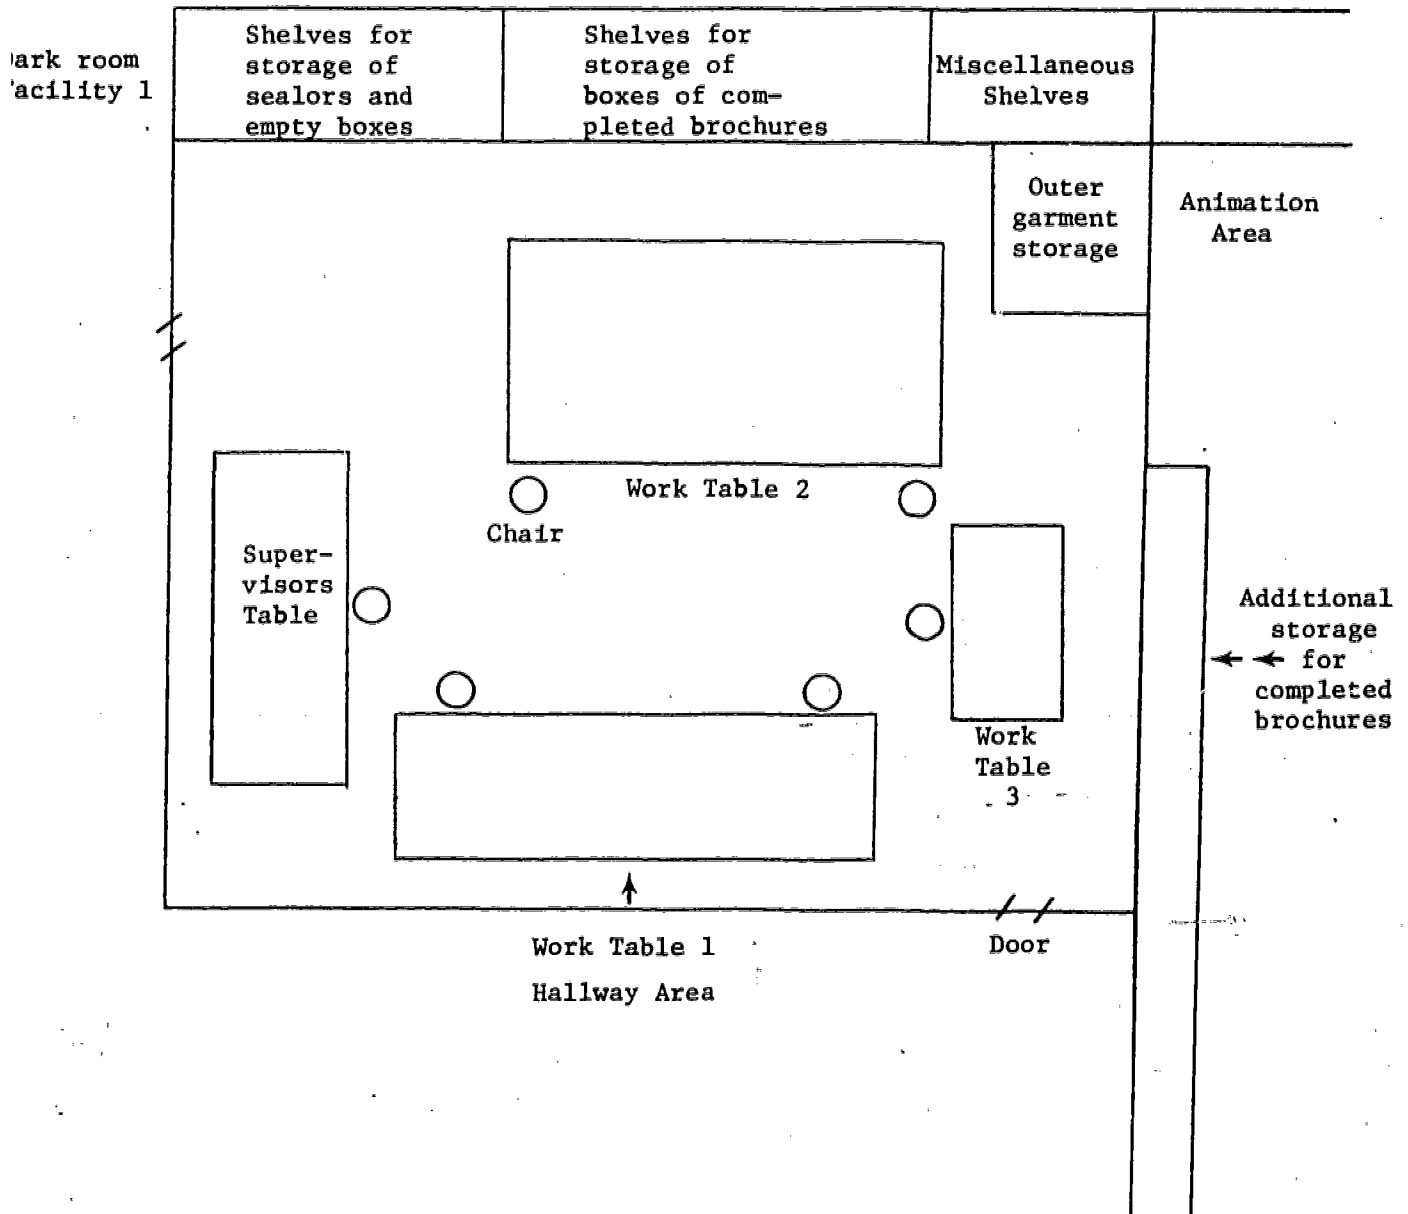 ark room
acility 1
Shelves for
storage of
sealors and
empty boxes
Shelves for
storage of
boxes of com-
pleted brochures
Miscellaneous
Shelves
Outer
garment
storage
Animation
Area
Work Table 2
Chair
Super-
visors
Table
Additional
storage
for
completed
brochures
Work
Table
3
Work Table 1
Door
Hallway Area